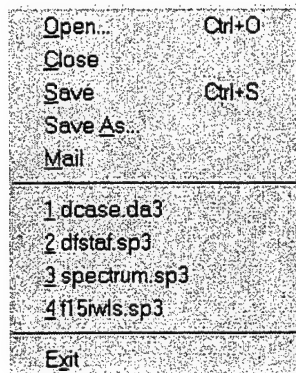 Open... Ctrl+O
Close
Save Ctrl+S
Save As...
Mail
1 dcase.da3
2 dfstaf.sp3
3 spectrum.sp3
4 f15iwls.sp3
Exit